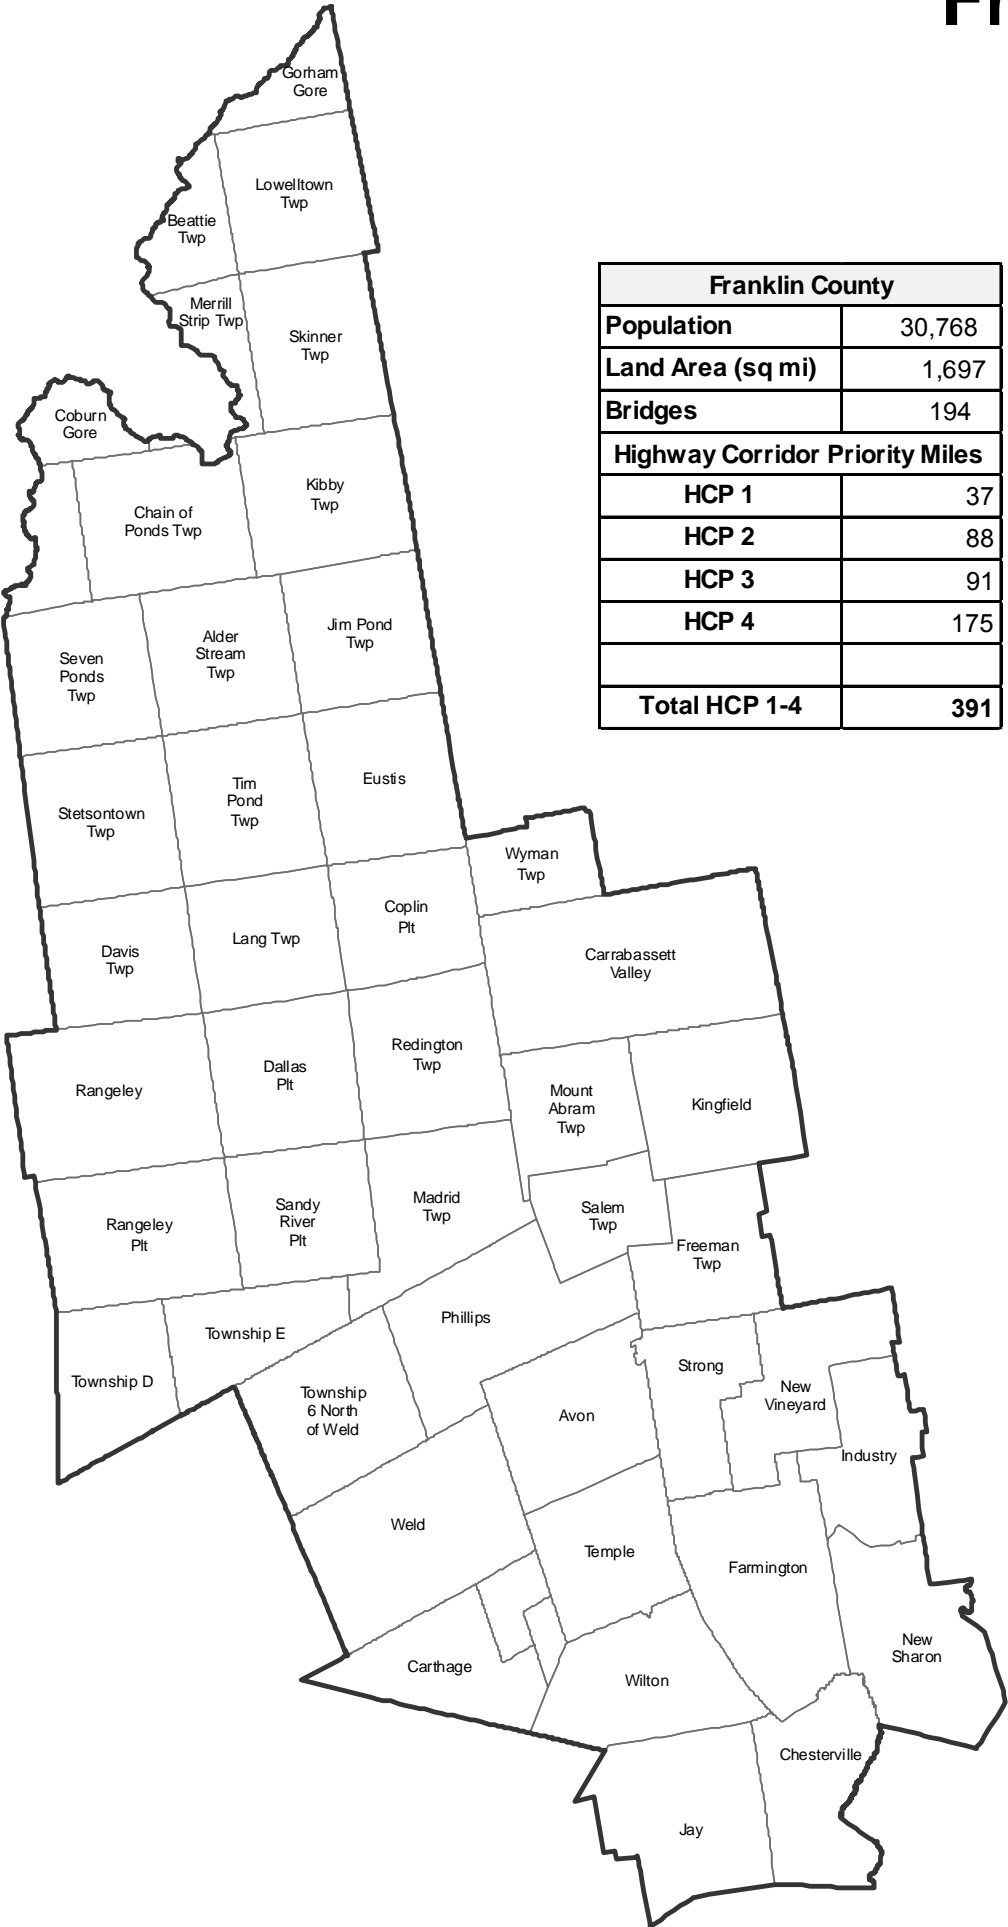 Fr
Gorham
Gore
Lowelltown
Twp
Beattie
Twp
Merrill
Strip Twp
Skinner
Twp
Franklin County
Population 30,768
Land Area (sq mi) 1,697
Bridges 194
Highway Corridor Priority Miles
HCP 1 37
HCP 2 88
HCP 3 91
HCP 4 175
Total HCP 1-4 391
Coburn
Gore
Kibby
Twp
Chain of
Ponds Twp
Jim Pond
Twp
Alder
Stream
Twp
Seven
Ponds
Twp
Eustis
Tim
Pond
Twp
Stetsontown
Twp
Wyman
Twp
Coplin
Plt
Lang Twp
Davis
Twp
Carrabassett
Valley
Redington
Twp
Dallas
Plt
Rangeley
Mount
Abram
Twp
Kingfield
Madrid
Twp
Sandy
River
Plt
Rangeley
Plt
Salem
Twp
Freeman
Twp
Phillips
Township E
Township D
Strong
Township
6 North
of Weld
New
Vineyard
Avon
Industry
Weld
Temple
Farmington
New
Sharon
Carthage
Wilton
Chesterville
Jay